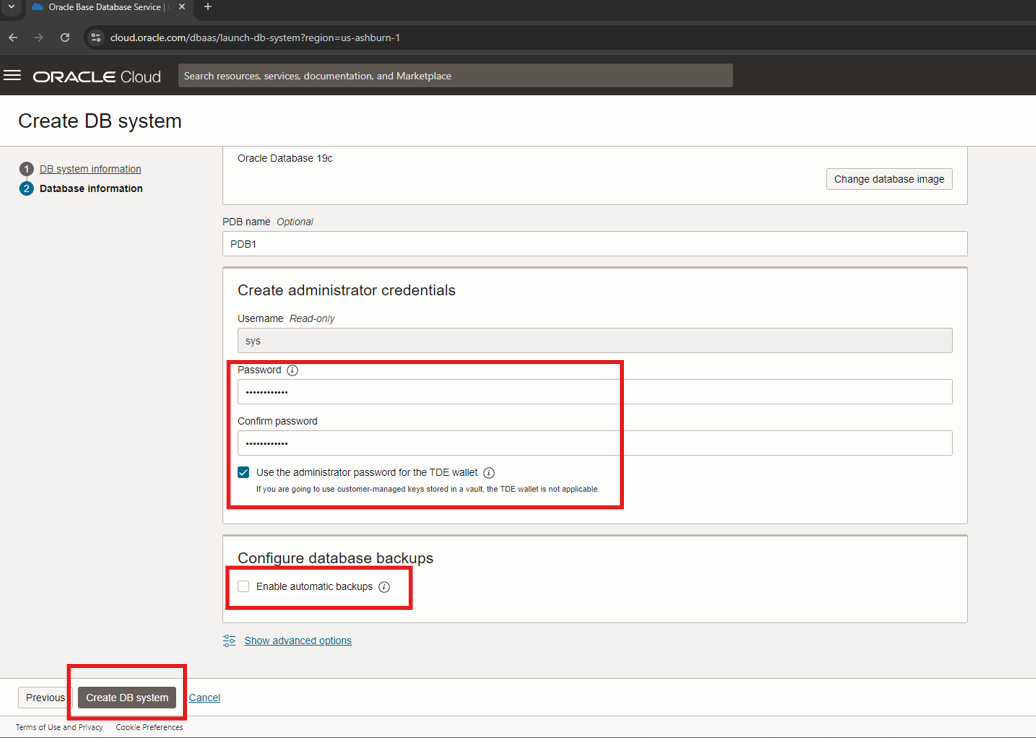 Oracle Base Database Service |
cloud.oracle.com/dbaas/launch-db-system?region=us-ashburn-1
ORACLE Cloud
Search resources, services, documentation, and Marketplace
Create DB system
1 DB system information
2 Database information
Oracle Database 19c
Change database image
PDB name Optional
PDB1
Create administrator credentials
Username Read-only
sys
Password
••••••••••••
Confirm password
••••••••••••
Use the administrator password for the TDE wallet
If you are going to use customer-managed keys stored in a vault, the TDE wallet is not applicable.
Configure database backups
Enable automatic backups
Show advanced options
Previous Create DB system Cancel
Terms of Use and Privacy Cookie Preferences